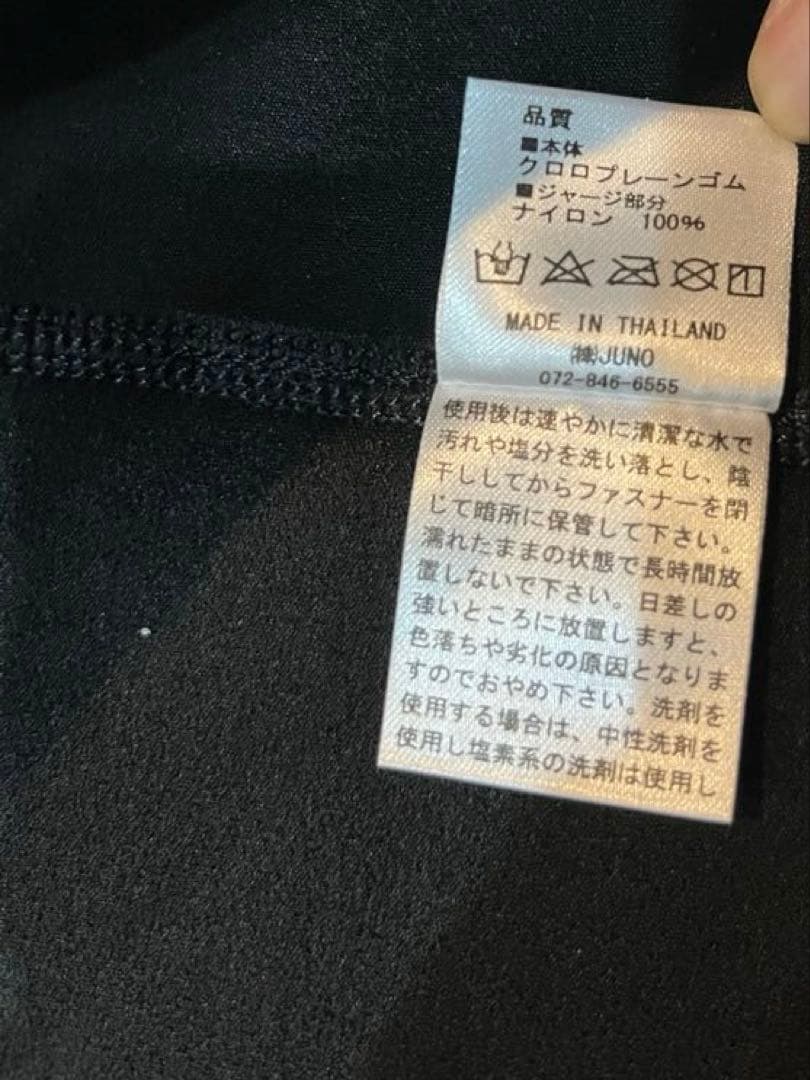 品質
■本体
クロロプレーンゴム
■ジャージ部分
ナイロン 100%
MADE IN THAILAND
㈱JUNO
072-846-6555
使用後は速やかに清潔な水で
汚れや塩分を洗い落とし、陰
干ししてからファスナーを閉
じて暗所に保管して下さい。
濡れたままの状態で長時間放
置しないで下さい。日差しの
強いところに放置しますと、
色落ちや劣化の原因となりま
すのでおやめ下さい。洗剤を
使用する場合は、中性洗剤を
使用し塩素系の洗剤は使用し